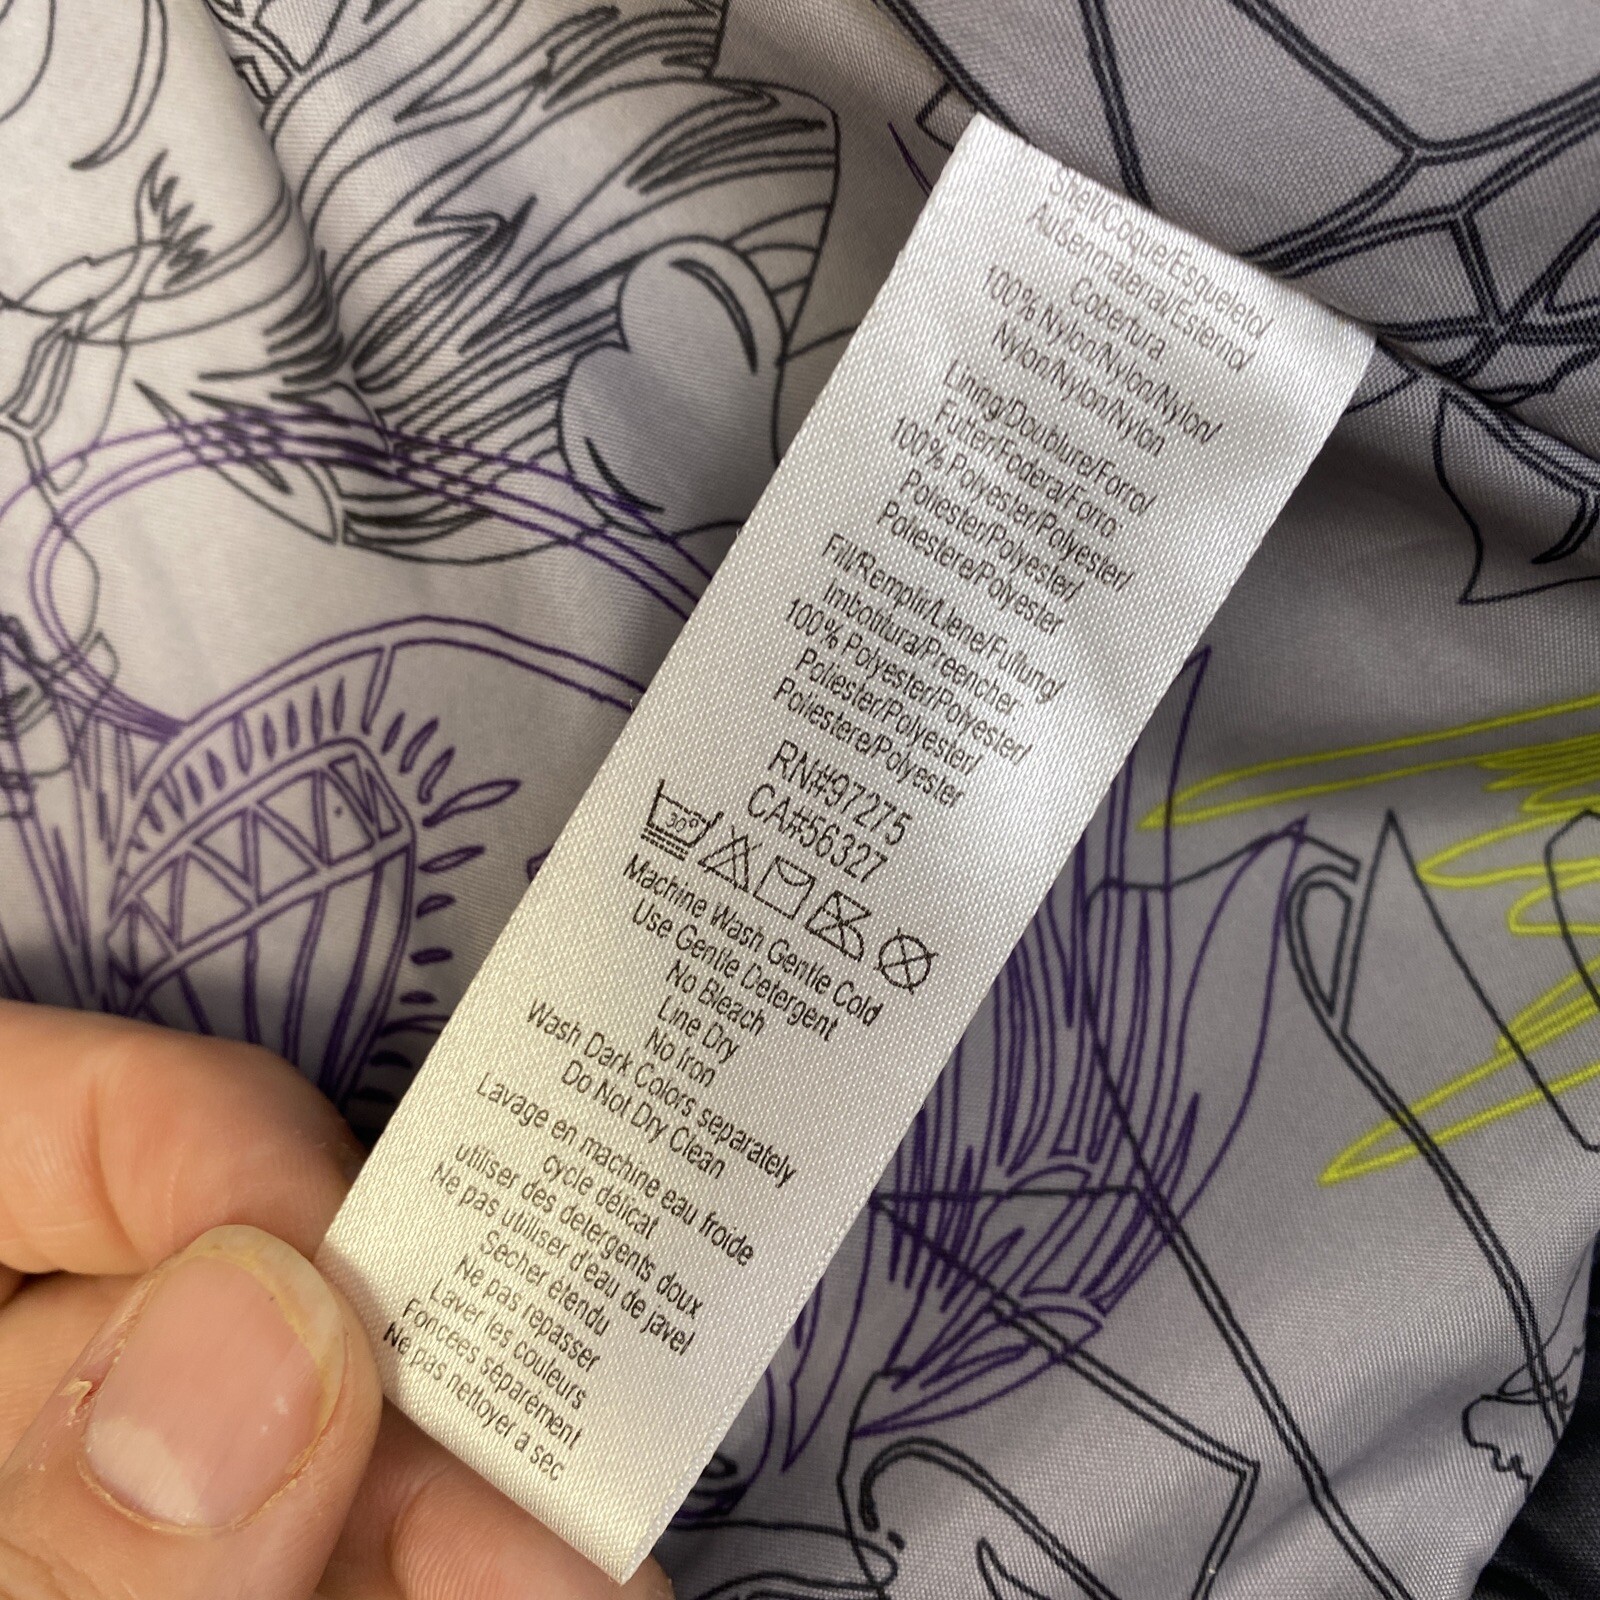 Shell/Coque/Esqueleto/
Außenmaterial/Esterno/
Cobertura
100% Nylon/Nylon/Nylon/
Nylon/Nylon/Nylon
Lining/Doublure/Forro/
Futter/Fodera/Forro:
100% Polyester/Polyester/
Poliester/Polyester/
Poliestere/Polyester
Fill/Remplir/Llene/Fullung/
Imbottitura/Preencher:
100% Polyester/Polyester/
Poliester/Polyester/
Poliestere/Polyester
RN#97275
CA#56327
30°
Machine Wash Gentle Cold
Use Gentle Detergent
No Bleach
Line Dry
No Iron
Wash Dark Colors separately
Do Not Dry Clean
Lavage en machine eau froide
cycle délicat
utiliser des detergents doux
Ne pas utiliser d'eau de javel
Secher étendu
Ne pas repasser
Laver les couleurs
Foncées séparément
Ne pas nettoyer a sec